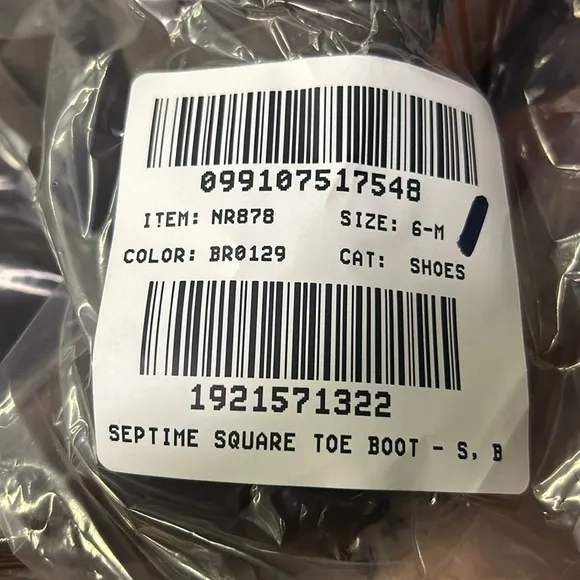 099107517548
ITEM: NR878 SIZE: 6-M
COLOR: BR0129 CAT: SHOES
1921571322
SEPTIME SQUARE TOE BOOT - S, B